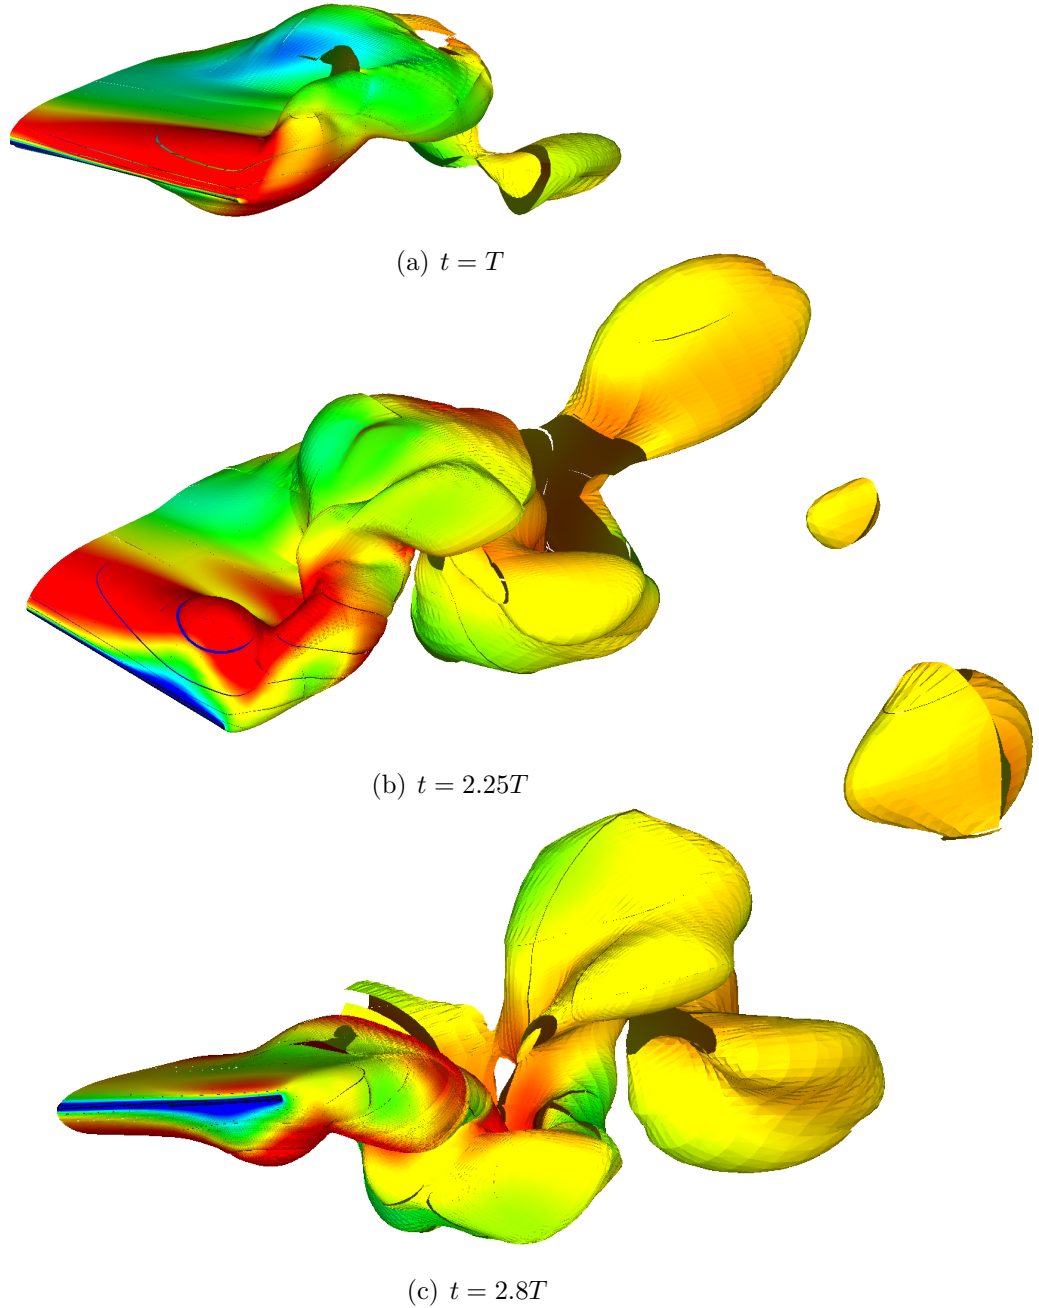 (a) t = T
(b) t = 2.25T
(c) t = 2.8T